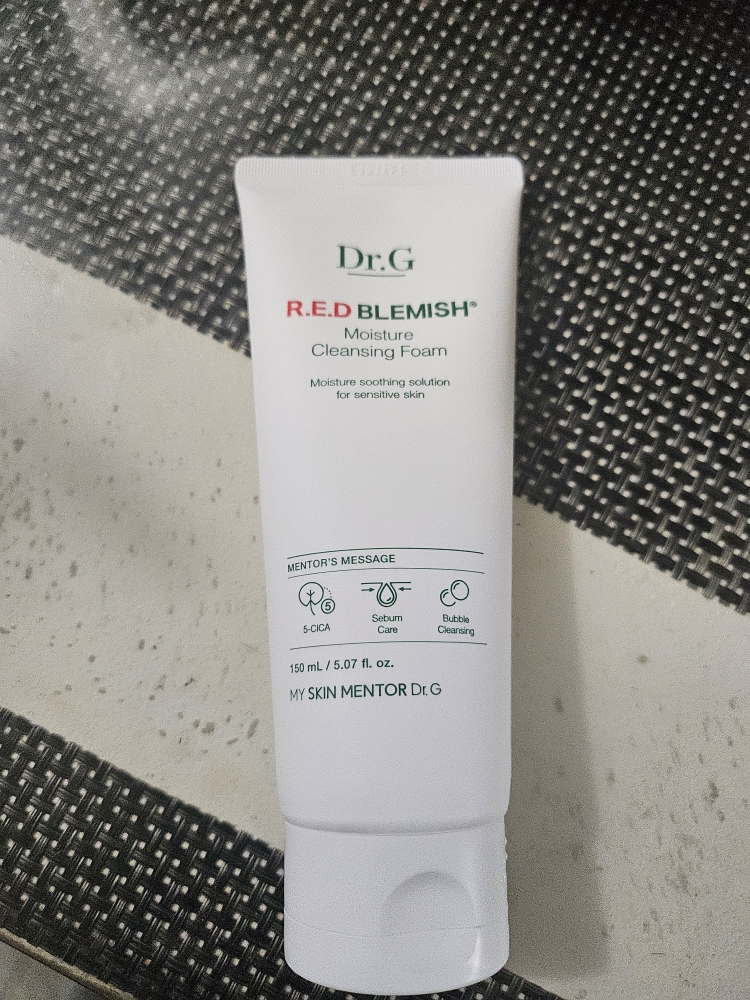 Dr.G
R.E.D BLEMISH®
Moisture
Cleansing Foam
Moisture soothing solution
for sensitive skin
MENTOR'S MESSAGE
5
5-CICA
Sebum
Care
Bubble
Cleansing
150 mL / 5.07 fl. oz.
MY SKIN MENTOR Dr.G